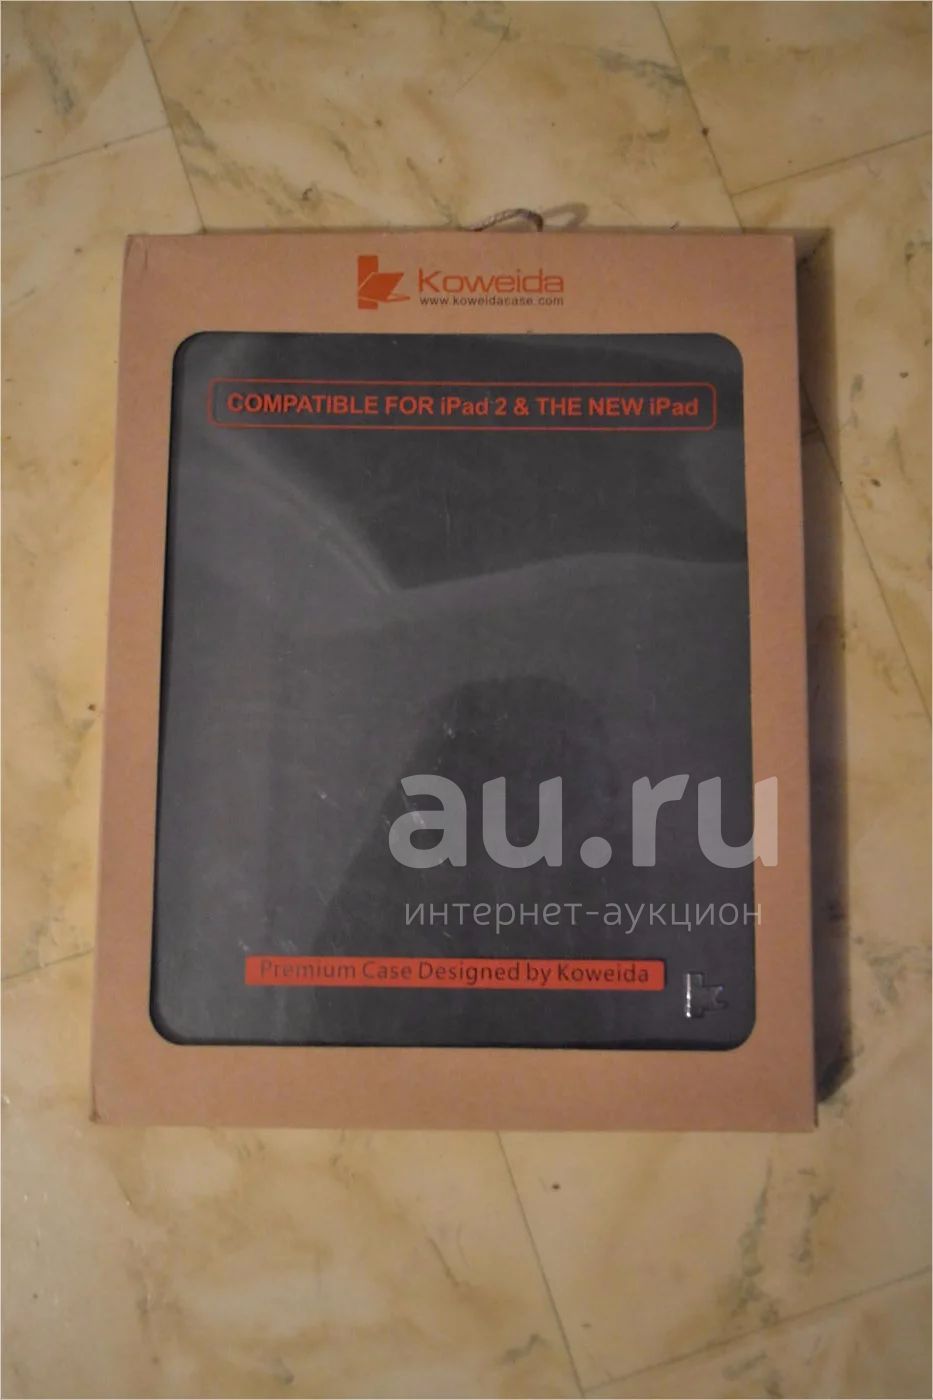 Koweida
www.koweidacase.com
COMPATIBLE FOR iPad 2 & THE NEW iPad
au.ru
интернет-аукцион
Premium Case Designed by Koweida